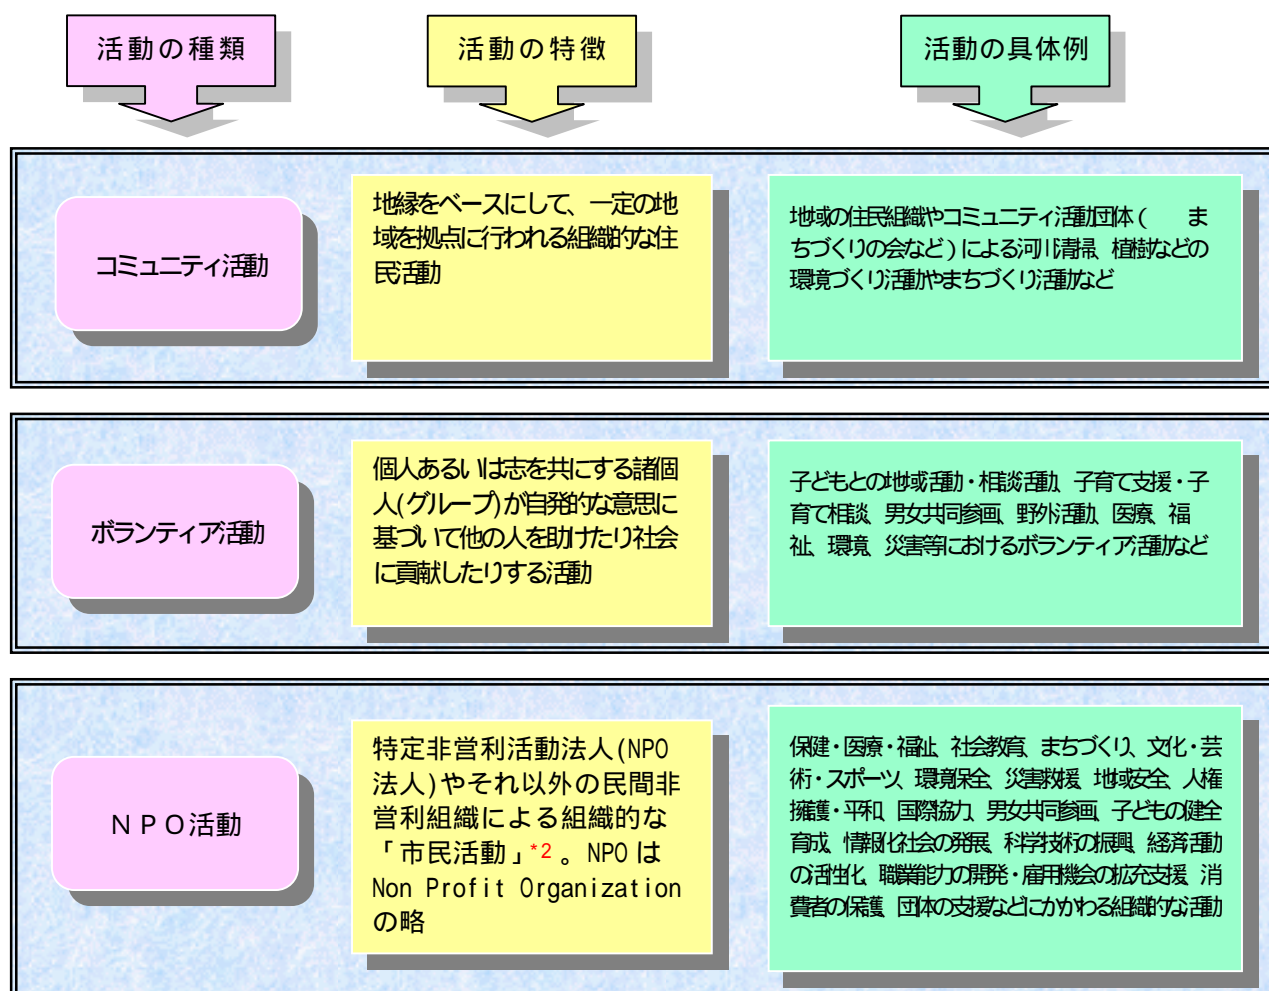 活動の種類
活動の特徴
活動の具体例
コミュニティ活動
地縁をベースにして、一定の地
域を拠点に行われる組織的な住
民活動
地域の住民組織やコミュニティ活動団体(　　ま
ちづくりの会など)による河川清掃、植樹などの
環境づくり活動やまちづくり活動など
ボランティア活動
個人あるいは志を共にする諸個
人(グループ)が自発的な意思に
基づいて他の人を助けたり社会
に貢献したりする活動
子どもとの地域活動・相談活動、子育て支援・子
育て相談、男女共同参画、野外活動、医療、福
祉、環境、災害等におけるボランティア活動など
ＮＰＯ活動
特定非営利活動法人(NPO
法人)やそれ以外の民間非
営利組織による組織的な
「市民活動」*2。NPO は
Non Profit Organization
の略
保健・医療・福祉、社会教育、まちづくり、文化・芸
術・スポーツ、環境保全、災害救援、地域安全、人権
擁護・平和、国際協力、男女共同参画、子どもの健全
育成、情報化社会の発展、科学技術の振興、経済活動
の活性化、職業能力の開発・雇用機会の拡充支援、消
費者の保護、団体の支援などにかかわる組織的な活動